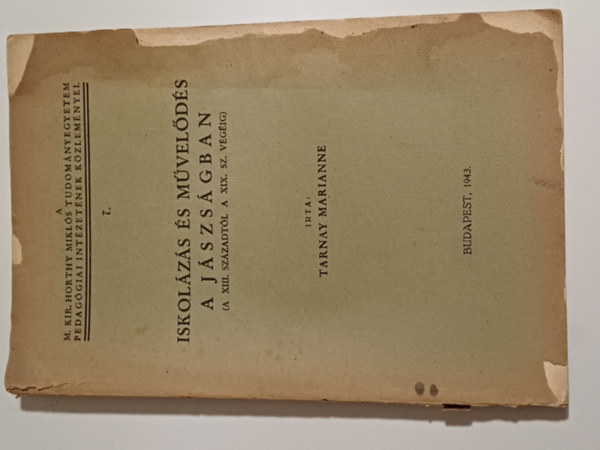 A
M. KIR. HORTHY MIKLÓS TUDOMÁNYEGYETEM
PEDAGÓGIAI INTÉZETÉNEK KÖZLEMÉNYEI.
7.
ISKOLÁZÁS ÉS MŰVELŐDÉS
A JÁSZSÁGBAN
(A XIII. SZÁZADTÓL A XIX. SZ. VÉGÉIG)
IRTA:
TARNAY MARIANNE
BUDAPEST, 1943.